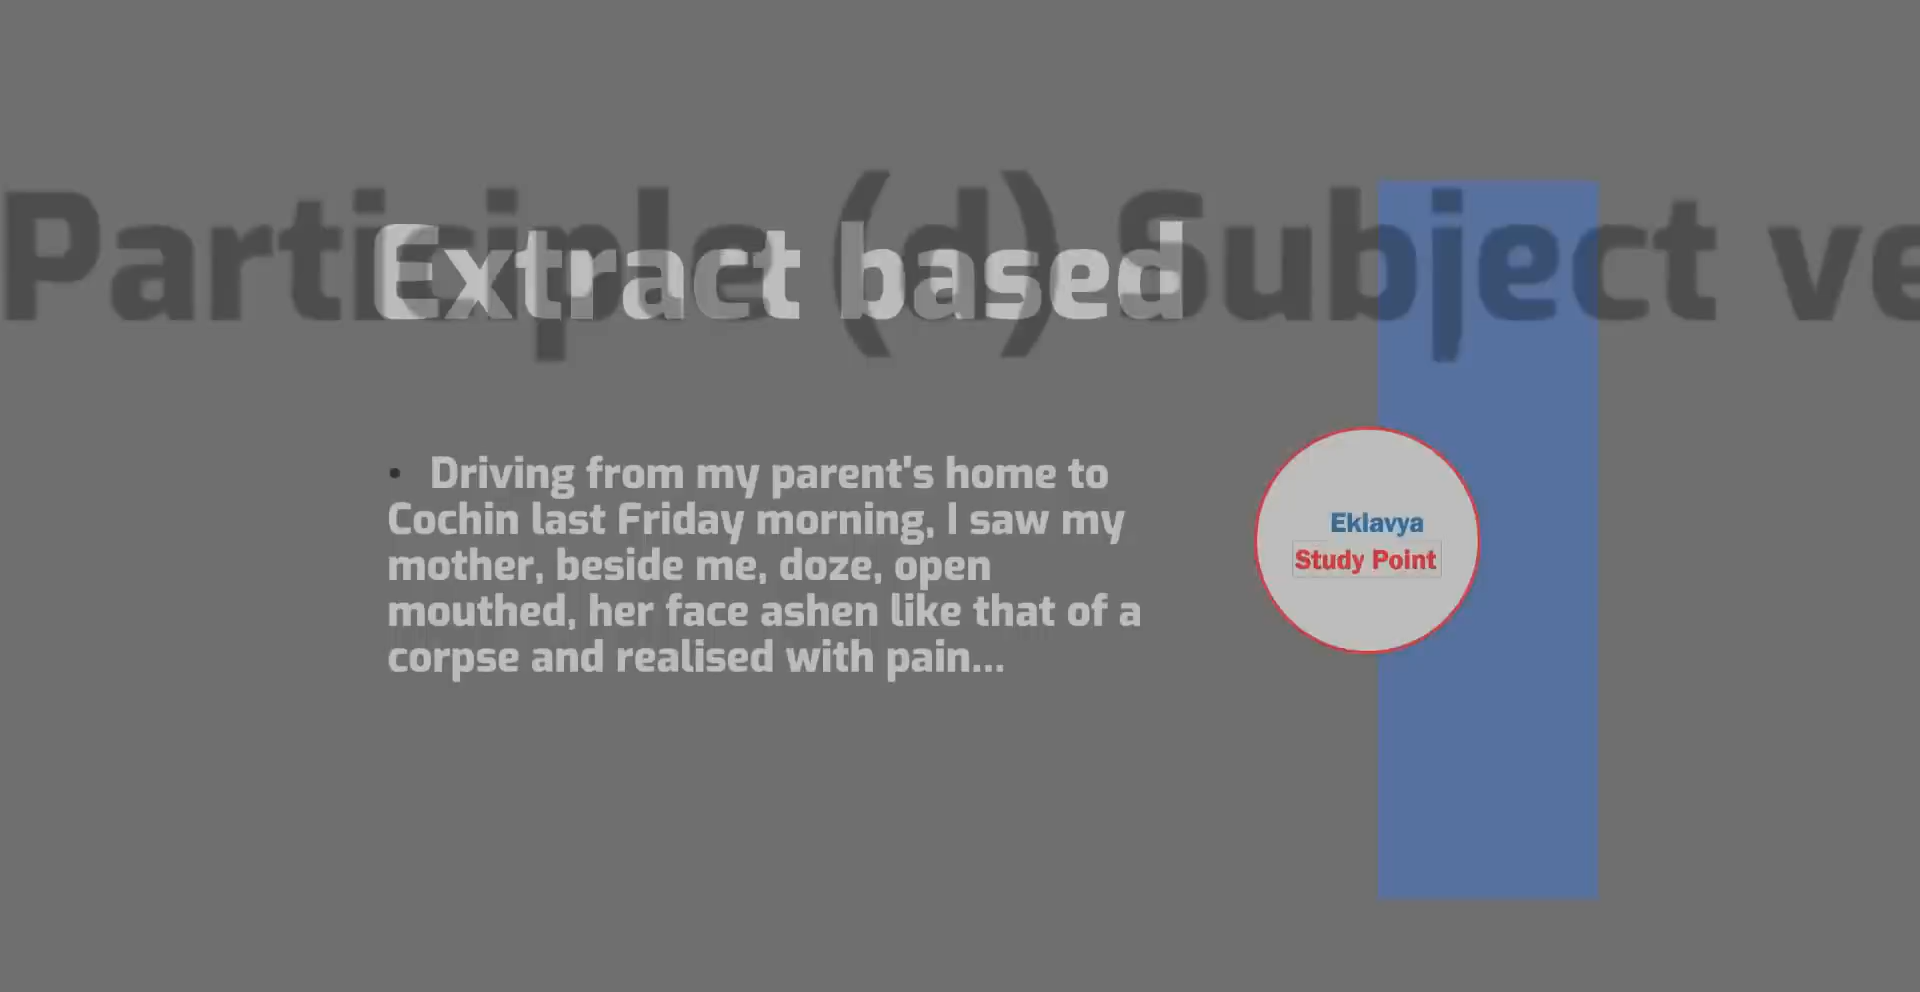 Participle (d) Subject ve
Extract based
• Driving from my parent's home to
Cochin last Friday morning, I saw my
mother, beside me, doze, open
mouthed, her face ashen like that of a
corpse and realised with pain...
Eklavya
Study Point